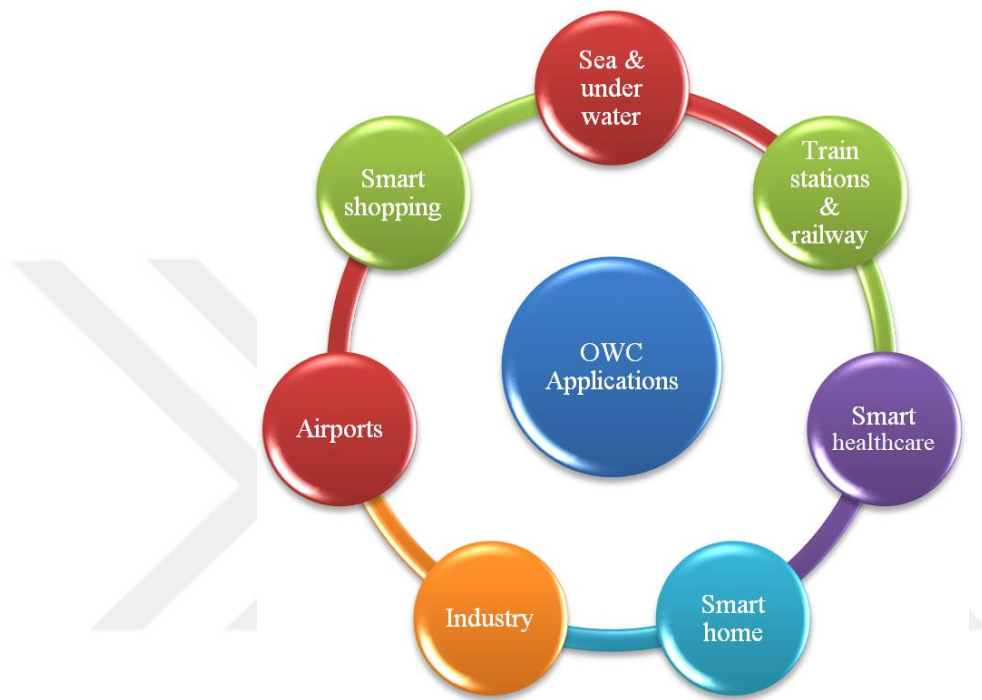 Sea &
under
water
Train
stations
&
railway
Smart
healthcare
Smart
home
Industry
Airports
Smart
shopping
OWC
Applications